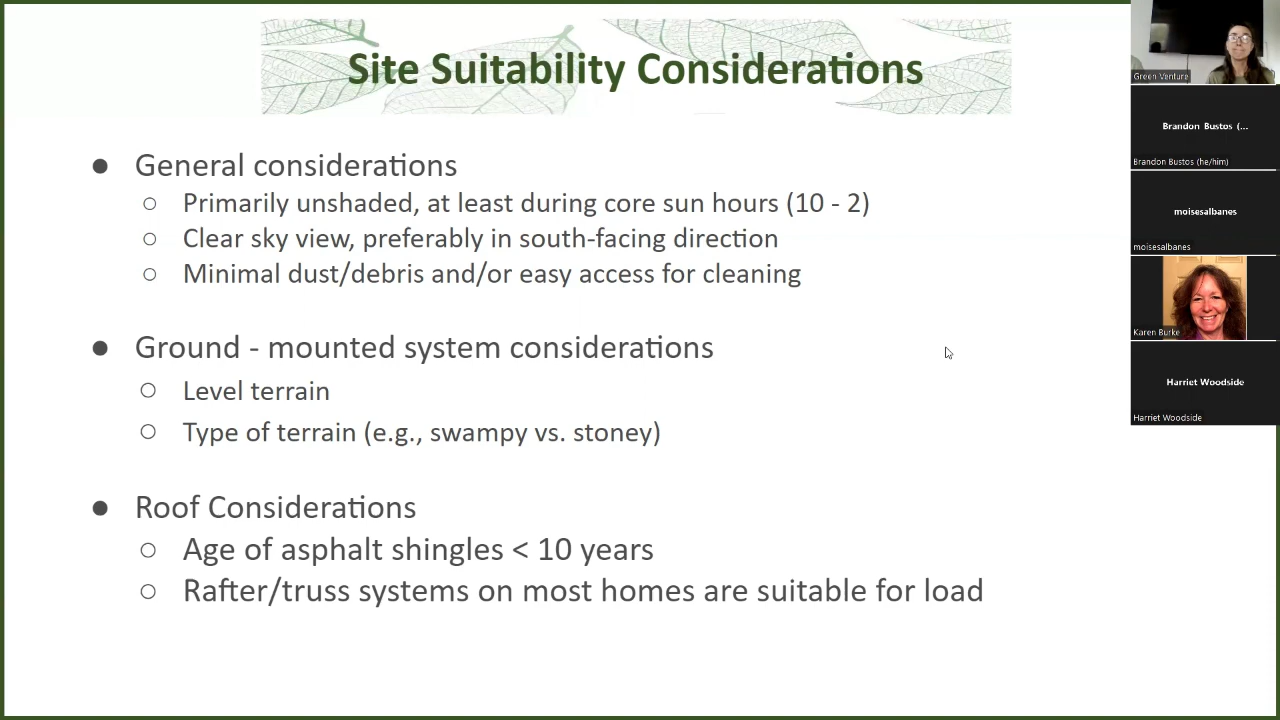 Site Suitability Considerations
● General considerations
○ Primarily unshaded, at least during core sun hours (10 - 2)
○ Clear sky view, preferably in south-facing direction
○ Minimal dust/debris and/or easy access for cleaning
● Ground - mounted system considerations
○ Level terrain
○ Type of terrain (e.g., swampy vs. stoney)
● Roof Considerations
○ Age of asphalt shingles < 10 years
○ Rafter/truss systems on most homes are suitable for load
Green Venture
Brandon Bustos (...
Brandon Bustos (he/him)
moisesalbanes
moisesalbanes
Karen Burke
Harriet Woodside
Harriet Woodside